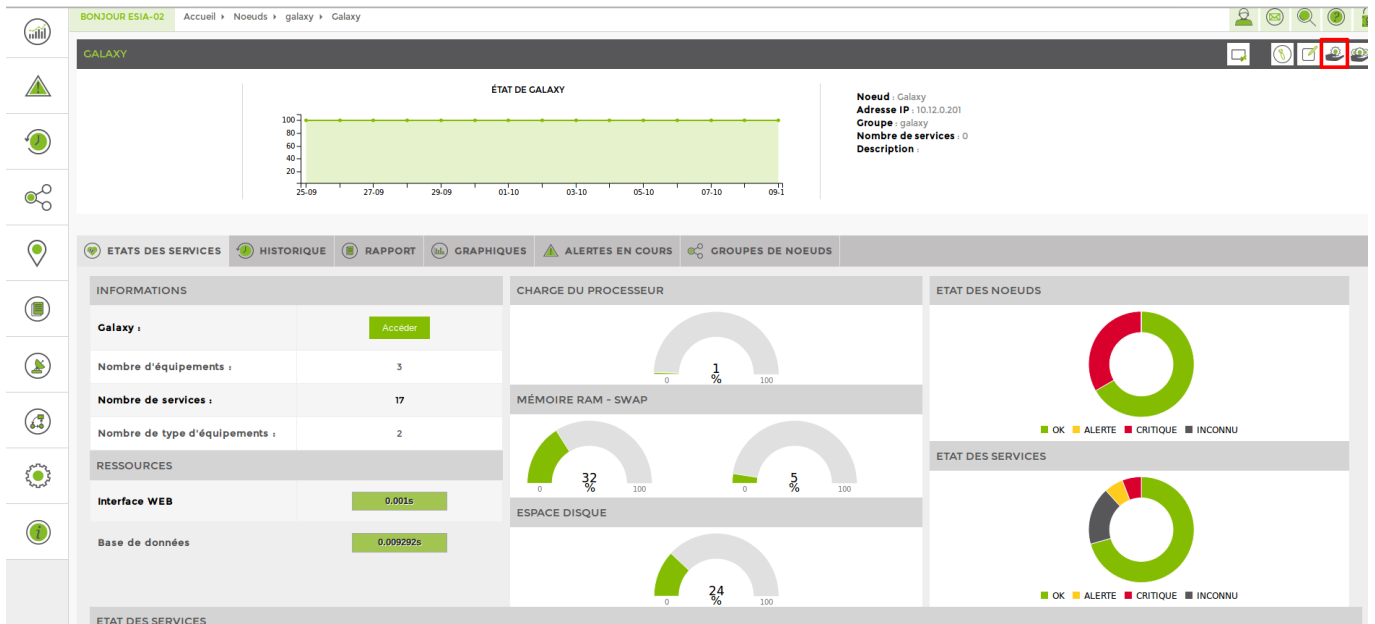 BONJOUR ESIA-02 Accueil Noeuds galaxy Galaxy
GALAXY
ÉTAT DE GALAXY
100
80
60
40
20
25-09 27-09 29-09 01-10 03-10 05-10 07-10 09-1
Noeud : Galaxy
Adresse IP : 10.12.0.201
Groupe : galaxy
Nombre de services : 0
Description :
ETATS DES SERVICES HISTORIQUE RAPPORT GRAPHIQUES ALERTES EN COURS GROUPES DE NOEUDS
INFORMATIONS
Galaxy : Accéder
Nombre d'équipements : 3
Nombre de services : 17
Nombre de type d'équipements : 2
RESSOURCES
Interface WEB 0.001s
Base de données 0.009292s
CHARGE DU PROCESSEUR
1
0 % 100
MÉMOIRE RAM - SWAP
32 5
0 % 100 0 % 100
ESPACE DISQUE
24
0 % 100
ETAT DES NOEUDS
OK ALERTE CRITIQUE INCONNU
ETAT DES SERVICES
OK ALERTE CRITIQUE INCONNU
ETAT DES SERVICES